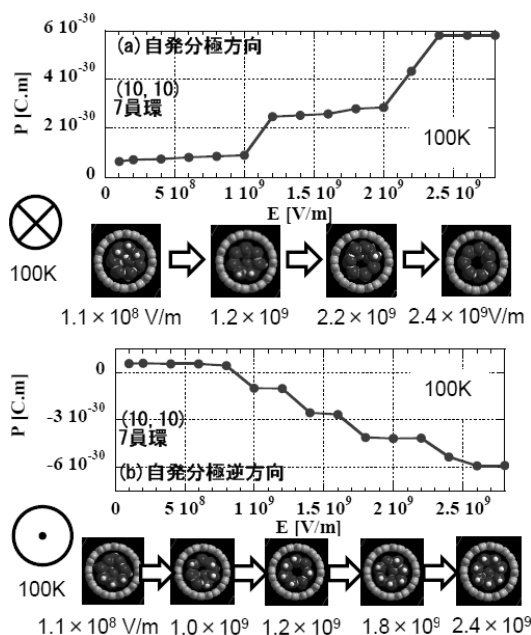 6 10⁻³⁰
(a) 自発分極方向
P [C.m]
4 10⁻³⁰
(10, 10)
7員環
2 10⁻³⁰
100K
0
0 5 10⁸ 1 10⁹ 1.5 10⁹ 2 10⁹ 2.5 10⁹
E [V/m]
100K
1.1 × 10⁸ V/m 1.2 × 10⁹ 2.2 × 10⁹ 2.4 × 10⁹V/m
P [C.m]
0
100K
-3 10⁻³⁰
(10, 10)
7員環
-6 10⁻³⁰
(b) 自発分極逆方向
0 5 10⁸ 1 10⁹ 1.5 10⁹ 2 10⁹ 2.5 10⁹
E [V/m]
100K
1.1 × 10⁸ V/m 1.0 × 10⁹ 1.2 × 10⁹ 1.8 × 10⁹ 2.4 × 10⁹